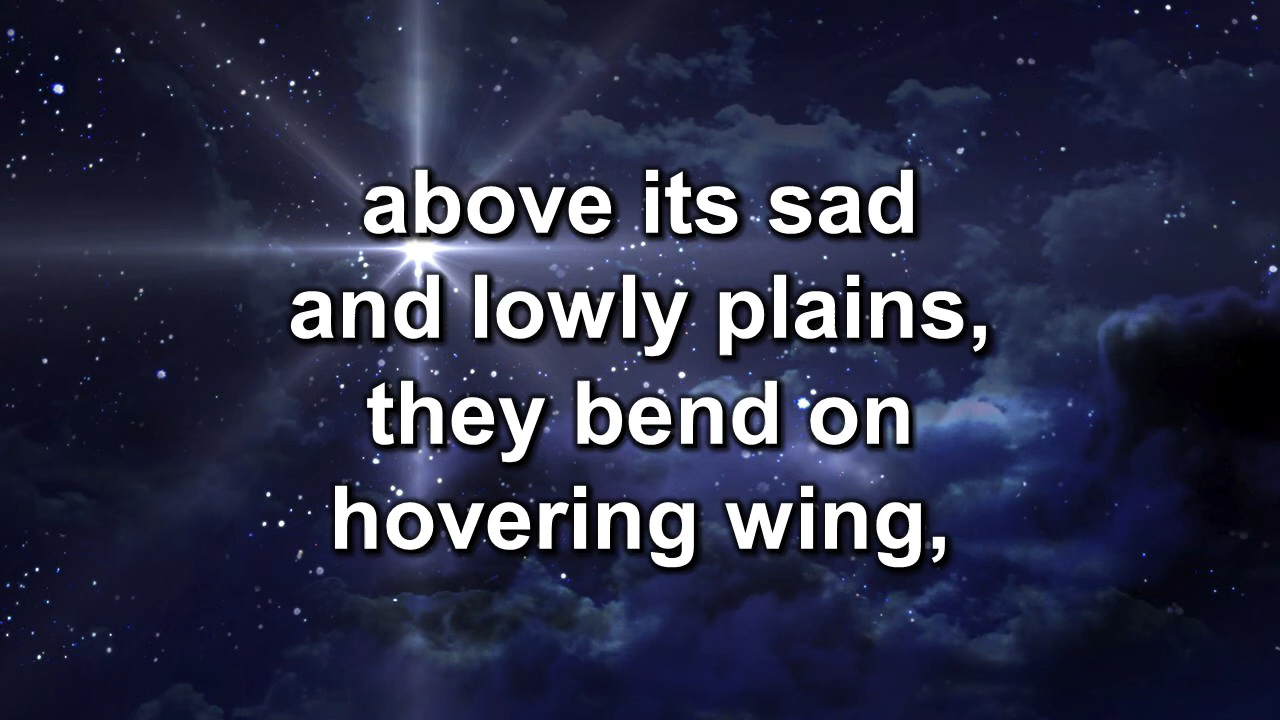 above its sad
and lowly plains,
they bend on
hovering wing,